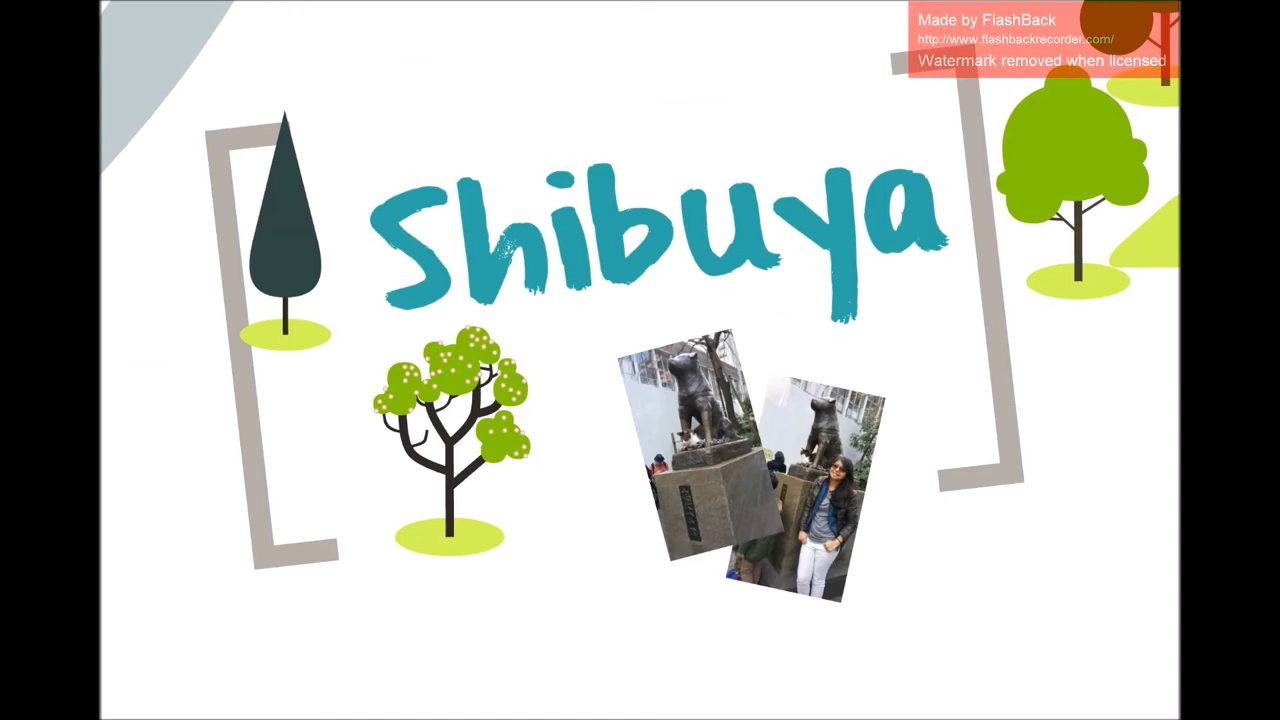 Made by FlashBack
http://www.flashbackrecorder.com/
Watermark removed when licensed
Shibuya